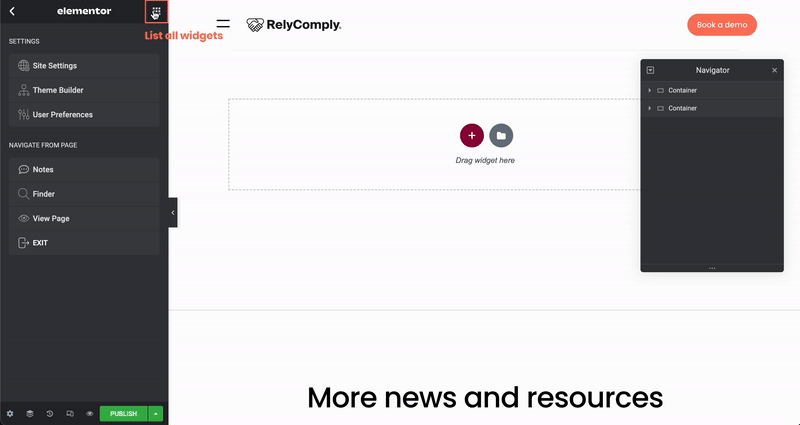 elementor
List all widgets
SETTINGS
Site Settings
Theme Builder
User Preferences
NAVIGATE FROM PAGE
Notes
Finder
View Page
EXIT
PUBLISH
RelyComply.
Book a demo
Drag widget here
Navigator
Container
Container
More news and resources